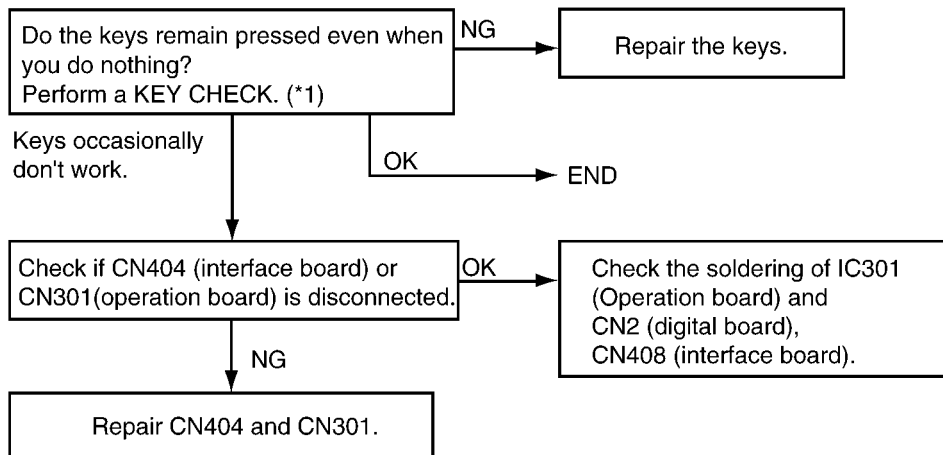 Do the keys remain pressed even when
you do nothing?
Perform a KEY CHECK. (*1)
NG
Repair the keys.
Keys occasionally
don't work.
OK
END
Check if CN404 (interface board) or
CN301(operation board) is disconnected.
OK
Check the soldering of IC301
(Operation board) and
CN2 (digital board),
CN408 (interface board).
NG
Repair CN404 and CN301.